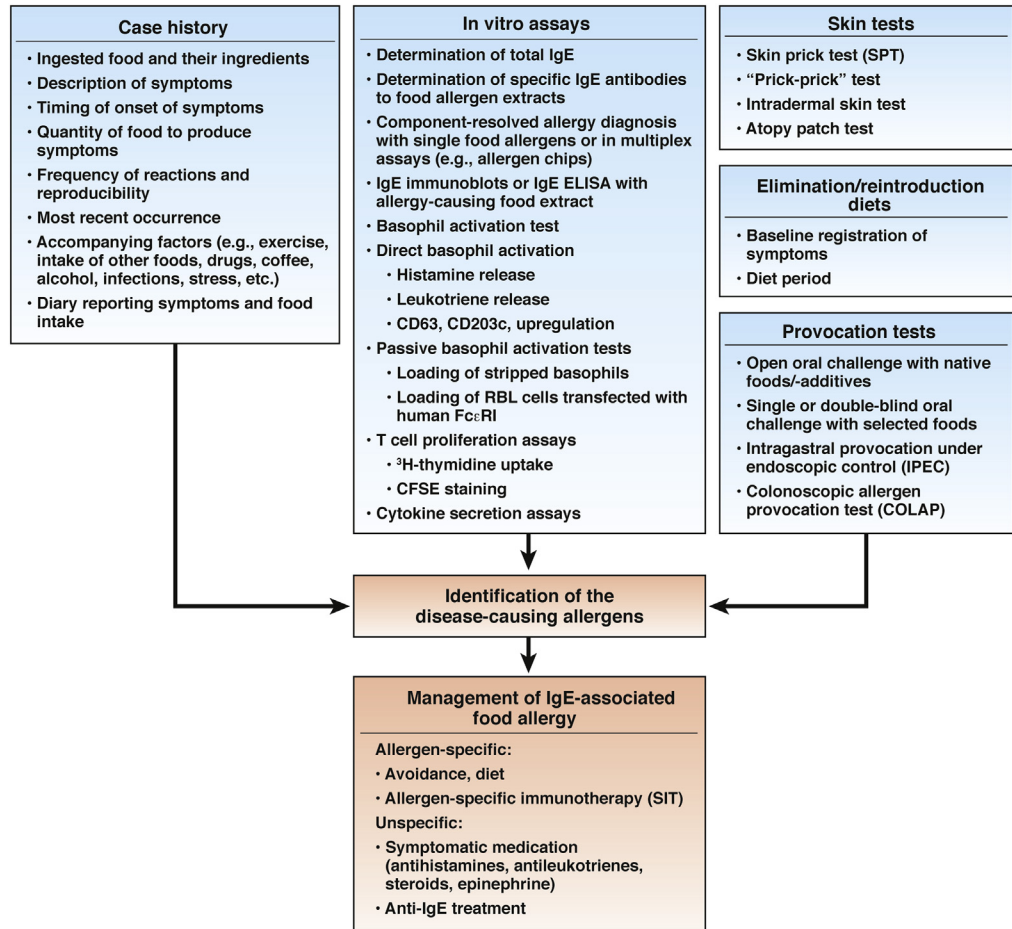 Case history
• Ingested food and their ingredients
• Description of symptoms
• Timing of onset of symptoms
• Quantity of food to produce
symptoms
• Frequency of reactions and
reproducibility
• Most recent occurrence
• Accompanying factors (e.g., exercise,
intake of other foods, drugs, coffee,
alcohol, infections, stress, etc.)
• Diary reporting symptoms and food
intake
In vitro assays
• Determination of total IgE
• Determination of specific IgE antibodies
to food allergen extracts
• Component-resolved allergy diagnosis
with single food allergens or in multiplex
assays (e.g., allergen chips)
• IgE immunoblots or IgE ELISA with
allergy-causing food extract
• Basophil activation test
• Direct basophil activation
• Histamine release
• Leukotriene release
• CD63, CD203c, upregulation
• Passive basophil activation tests
• Loading of stripped basophils
• Loading of RBL cells transfected with
human FcεRI
• T cell proliferation assays
• ³H-thymidine uptake
• CFSE staining
• Cytokine secretion assays
Skin tests
• Skin prick test (SPT)
• “Prick-prick” test
• Intradermal skin test
• Atopy patch test
Elimination/reintroduction
diets
• Baseline registration of
symptoms
• Diet period
Provocation tests
• Open oral challenge with native
foods/-additives
• Single or double-blind oral
challenge with selected foods
• Intragastral provocation under
endoscopic control (IPEC)
• Colonoscopic allergen
provocation test (COLAP)
Identification of the
disease-causing allergens
Management of IgE-associated
food allergy
Allergen-specific:
• Avoidance, diet
• Allergen-specific immunotherapy (SIT)
Unspecific:
• Symptomatic medication
(antihistamines, antileukotrienes,
steroids, epinephrine)
• Anti-IgE treatment